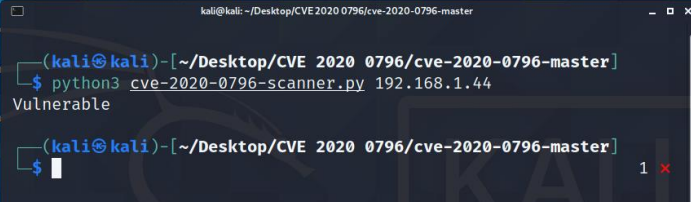 kali@kali: ~/Desktop/CVE 2020 0796/cve-2020-0796-master
┌──(kali㉿kali)-[~/Desktop/CVE 2020 0796/cve-2020-0796-master]
└─$ python3 cve-2020-0796-scanner.py 192.168.1.44
Vulnerable
┌──(kali㉿kali)-[~/Desktop/CVE 2020 0796/cve-2020-0796-master]
└─$
1 ⨯
KALI